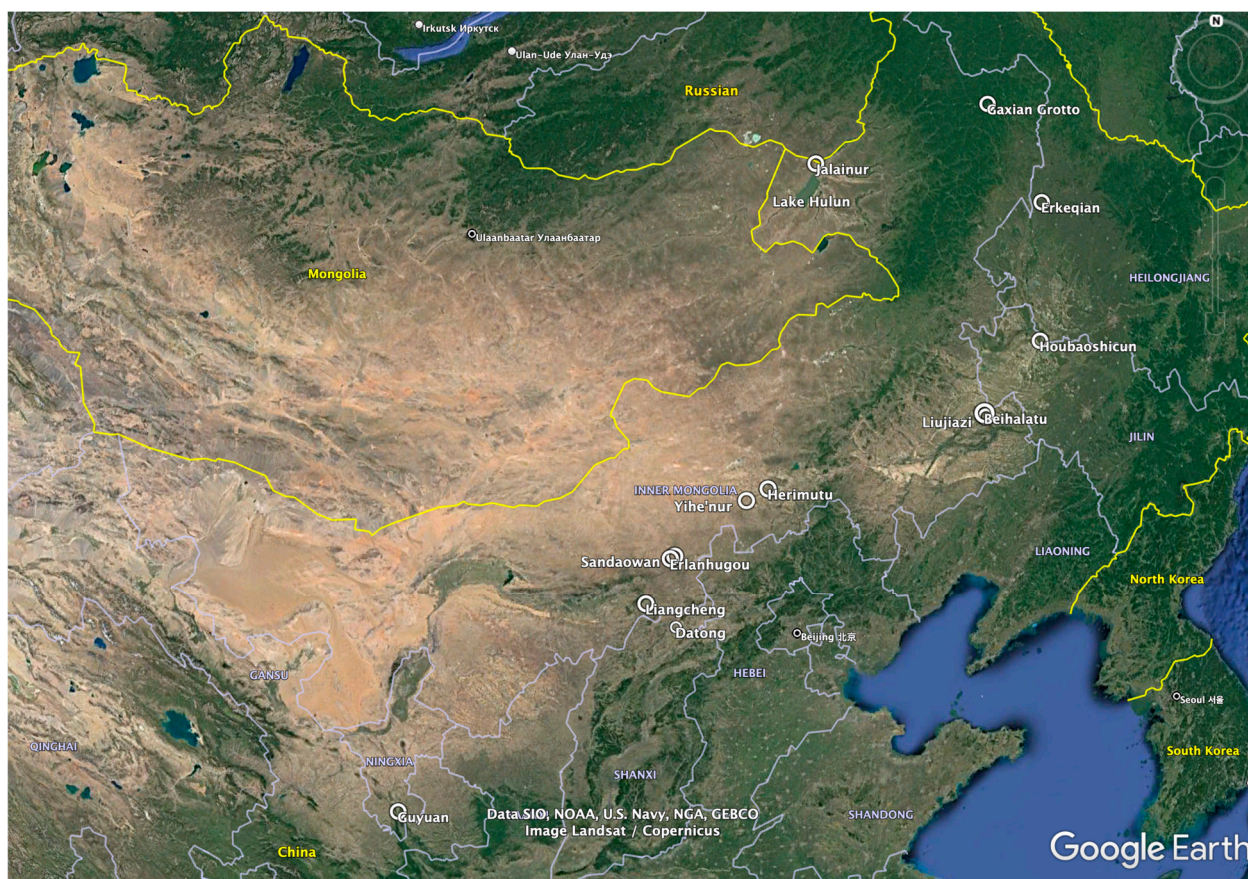 Irkutsk Иркутск
N
Ulan-Ude Улан-Удэ
Russian
Gaxian Grotto
Jalainur
Lake Hulun
Erkeqian
Ulaanbaatar Улаанбаатар
Mongolia
HEILONGJIANG
Houbaoshicun
Liujiazi
Beihalatu
JILIN
INNER MONGOLIA
Herimutu
Yihe'nur
Sandaowan
Erlanhugou
LIAONING
North Korea
Liangcheng
Datong
Beijing 北京
GANSU
HEBEI
Seoul 서울
QINGHAI
NINGXIA
SHANXI
South Korea
Guyuan
Data SIO, NOAA, U.S. Navy, NGA, GEBCO
Image Landsat / Copernicus
SHANDONG
China
Google Earth